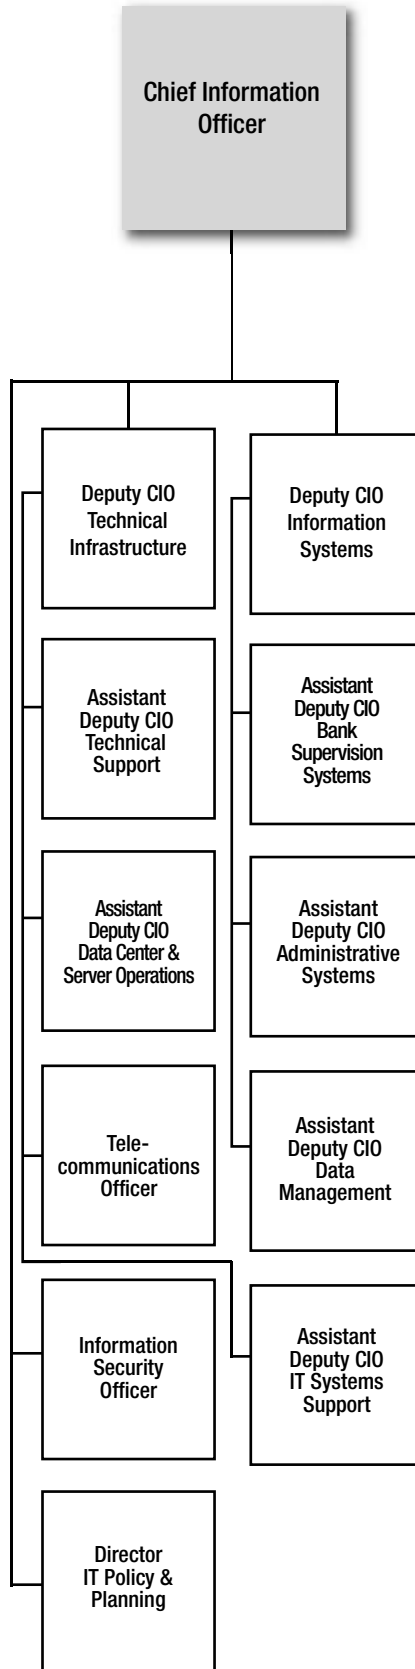 Chief Information
Officer
Deputy CIO
Technical
Infrastructure
Deputy CIO
Information
Systems
Assistant
Deputy CIO
Technical
Support
Assistant
Deputy CIO
Bank
Supervision
Systems
Assistant
Deputy CIO
Data Center &
Server Operations
Assistant
Deputy CIO
Administrative
Systems
Tele-
communications
Officer
Assistant
Deputy CIO
Data
Management
Information
Security
Officer
Assistant
Deputy CIO
IT Systems
Support
Director
IT Policy &
Planning